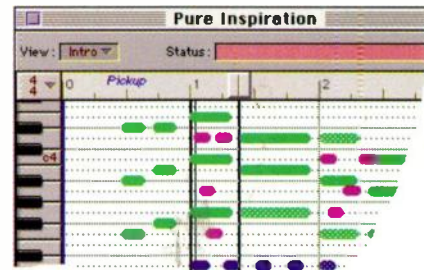 Pure Inspiration
View: Intro Status:
4 4 0 Pickup 1 2
c4